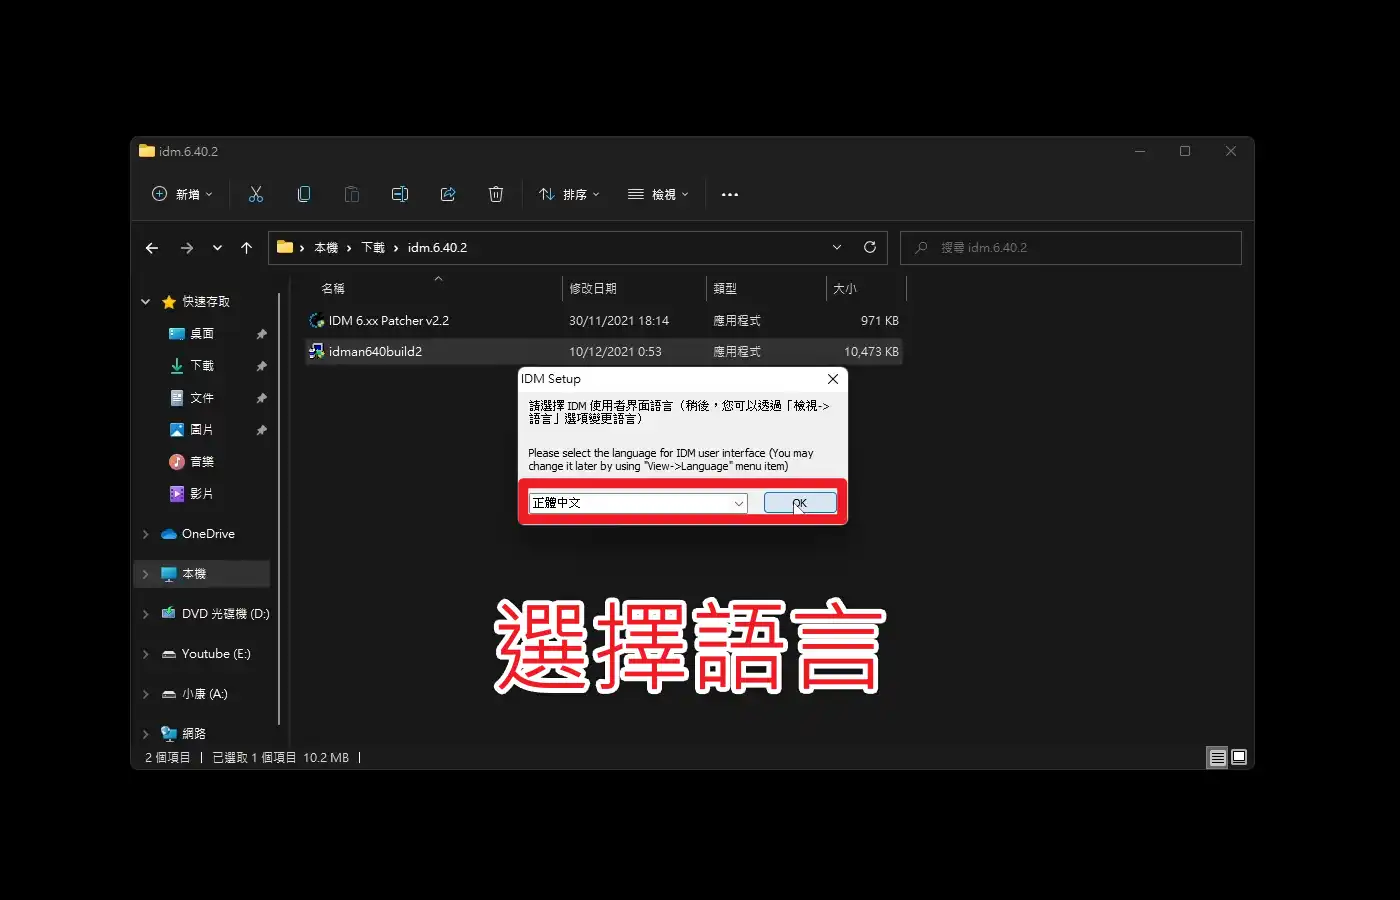 idm.6.40.2
新增
排序
檢視
本機 › 下載 › idm.6.40.2
搜尋 idm.6.40.2
名稱
修改日期
類型
大小
快速存取
桌面
下載
文件
圖片
音樂
影片
OneDrive
本機
DVD 光碟機 (D:)
Youtube (E:)
小康 (A:)
網路
IDM 6.xx Patcher v2.2
30/11/2021 18:14
應用程式
971 KB
idman640build2
10/12/2021 0:53
應用程式
10,473 KB
IDM Setup
請選擇 IDM 使用者界面語言（稍後，您可以透過「檢視->
語言」選項變更語言）
Please select the language for IDM user interface (You may
change it later by using "View->Language" menu item)
正體中文
OK
選擇語言
2 個項目
已選取 1 個項目 10.2 MB